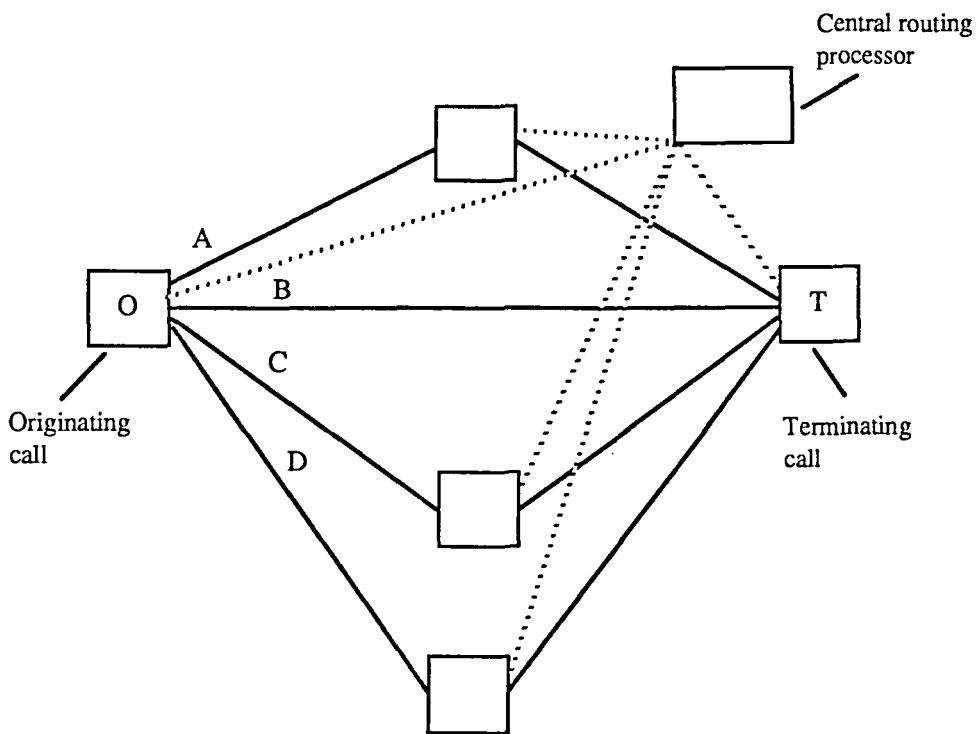 Central routing
processor
A
O
B
T
C
Originating
call
Terminating
call
D